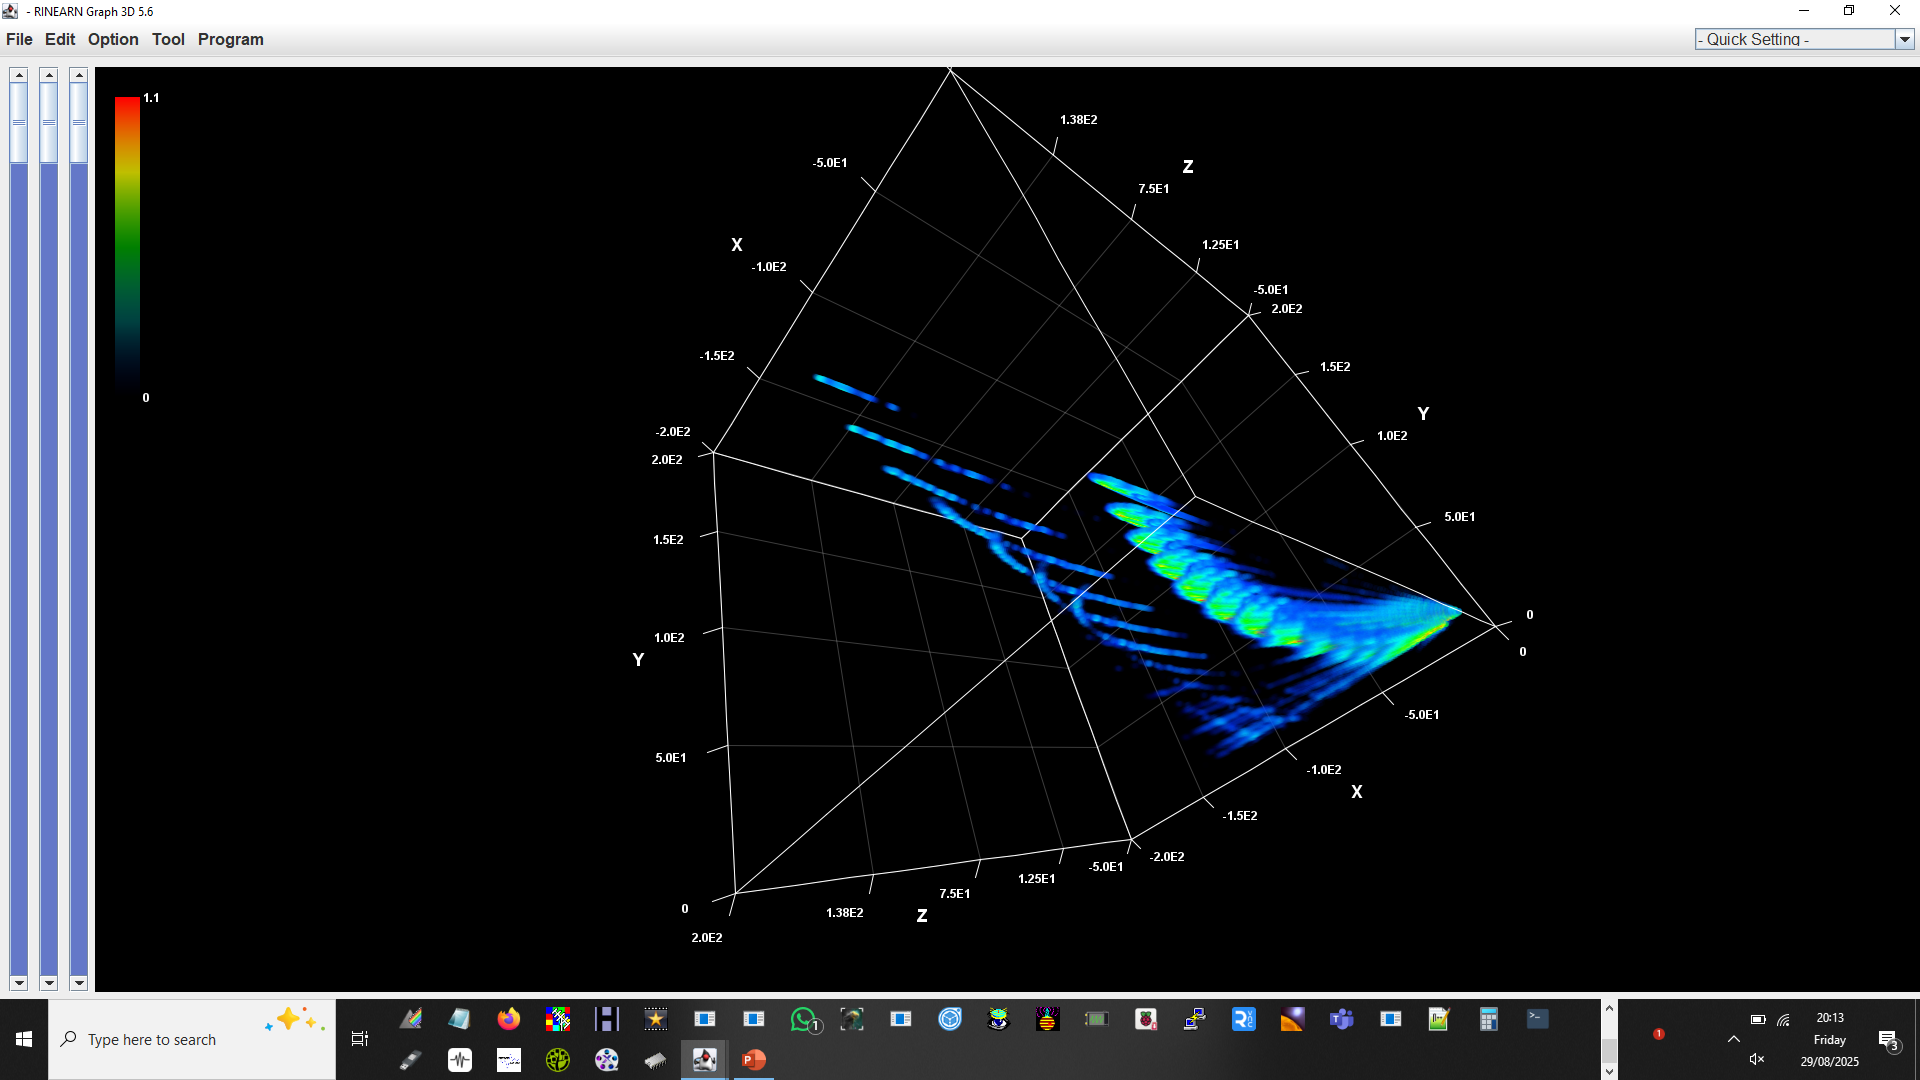 - RINEARN Graph 3D 5.6
File Edit Option Tool Program
- Quick Setting -
1.1
0
1.38E2
Z
7.5E1
1.25E1
-5.0E1
2.0E2
-5.0E1
X
-1.0E2
-1.5E2
-2.0E2
2.0E2
1.5E2
Y
1.0E2
5.0E1
0
0
1.5E2
1.0E2
Y
5.0E1
0
2.0E2
1.38E2
Z
7.5E1
1.25E1
-5.0E1
-2.0E2
-1.5E2
X
-1.0E2
-5.0E1
Type here to search
1
P
1
20:13
Friday
29/08/2025
3